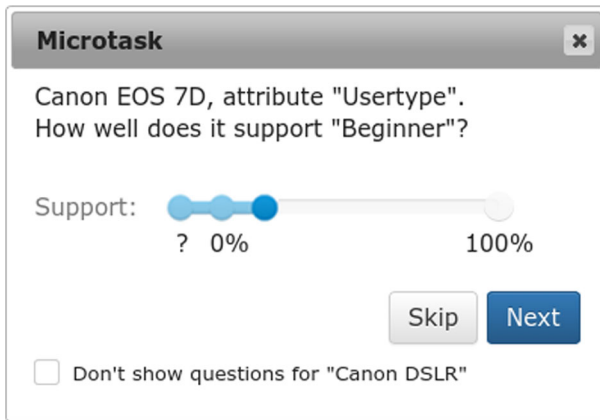 Microtask
Canon EOS 7D, attribute "Usertype".
How well does it support "Beginner"?
Support:
? 0% 100%
Skip Next
Don't show questions for "Canon DSLR"